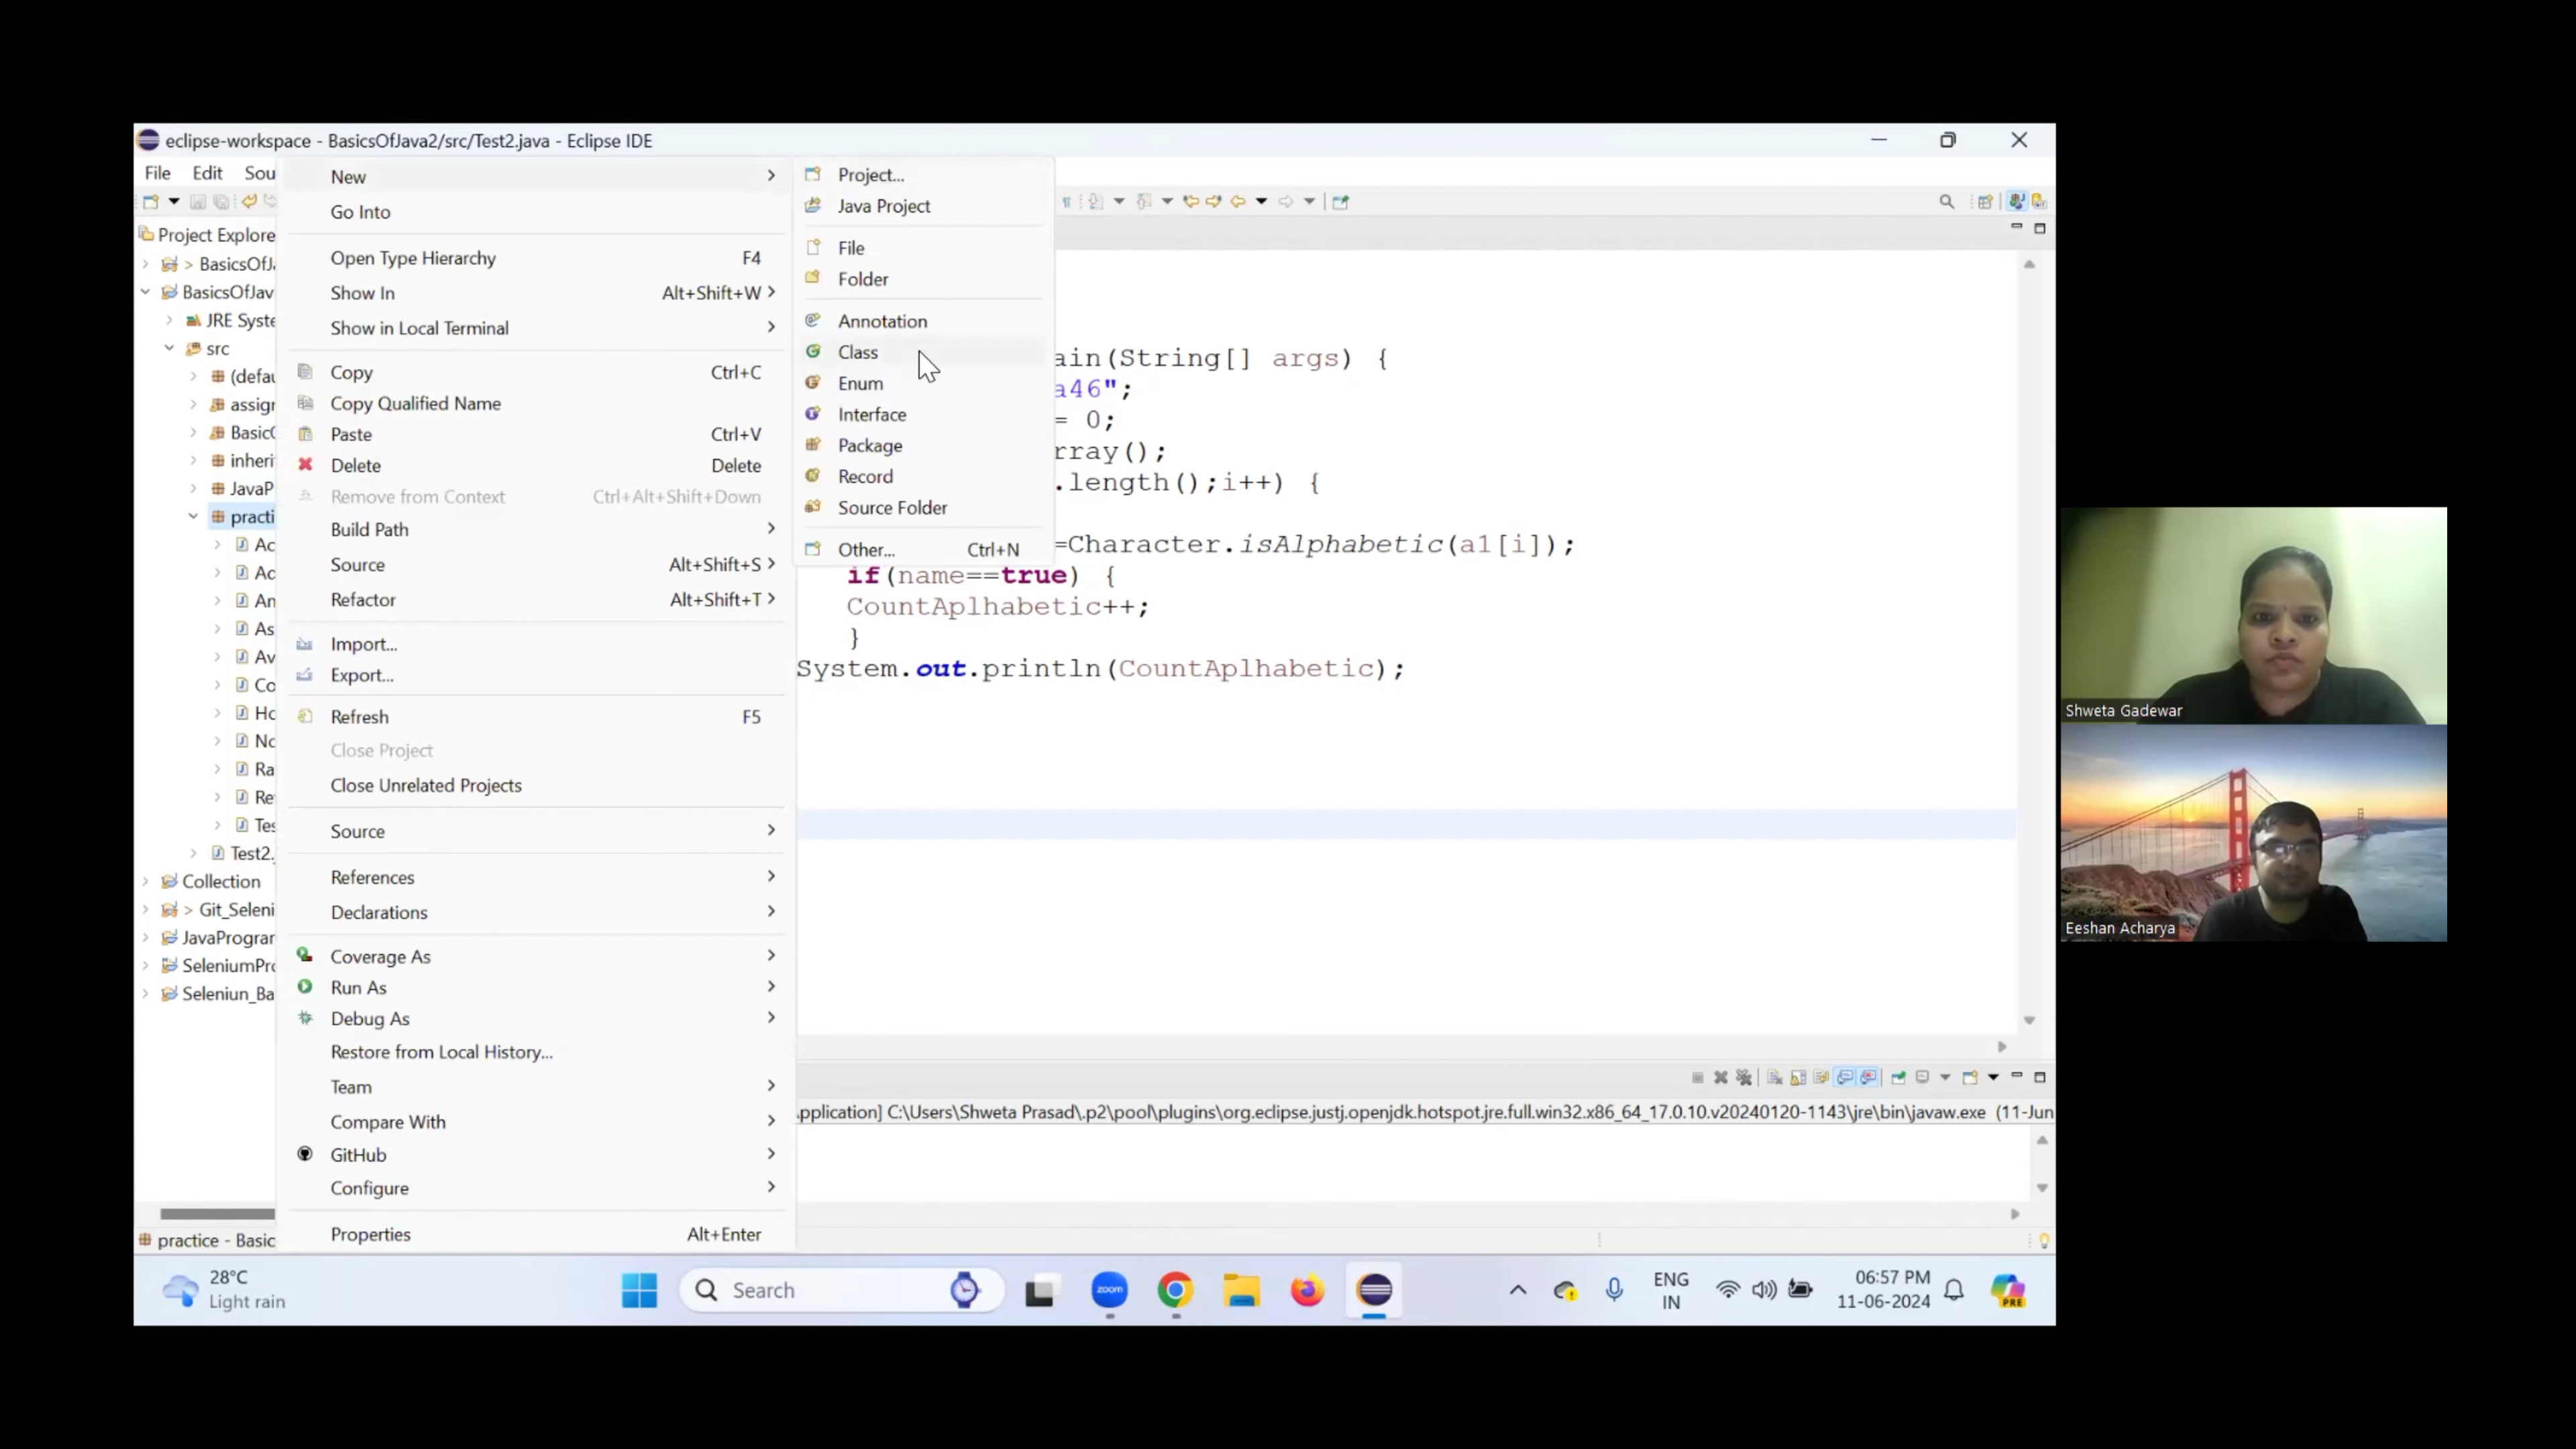 eclipse-workspace - BasicsOfJava2/src/Test2.java - Eclipse IDE
File Edit Sou
Project Explore
> BasicsOfJ
BasicsOfJav
JRE Syste
src
(defau
assigr
BasicC
inheri
JavaP
practi
Ac
Ac
An
As
Av
Co
Ho
No
Ra
Re
Tes
Test2.
Collection
> Git_Seleni
JavaPrograr
SeleniumPro
Seleniun_Ba
New
Go Into
Open Type Hierarchy F4
Show In Alt+Shift+W
Show in Local Terminal
Copy Ctrl+C
Copy Qualified Name
Paste Ctrl+V
Delete Delete
Remove from Context Ctrl+Alt+Shift+Down
Build Path
Source Alt+Shift+S
Refactor Alt+Shift+T
Import...
Export...
Refresh F5
Close Project
Close Unrelated Projects
Source
References
Declarations
Coverage As
Run As
Debug As
Restore from Local History...
Team
Compare With
GitHub
Configure
Properties Alt+Enter
Project...
Java Project
File
Folder
Annotation
Class
Enum
Interface
Package
Record
Source Folder
Other... Ctrl+N
ain(String[] args) {
a46";
= 0;
rray();
.length();i++) {
=Character.isAlphabetic(a1[i]);
if(name==true) {
CountAplhabetic++;
}
System.out.println(CountAplhabetic);
pplication] C:\Users\Shweta Prasad\.p2\pool\plugins\org.eclipse.justj.openjdk.hotspot.jre.full.win32.x86_64_17.0.10.v20240120-1143\jre\bin\javaw.exe (11-Jun
practice - Basic
Shweta Gadewar
Eeshan Acharya
28°C
Light rain
Search
zoom
ENG
IN
06:57 PM
11-06-2024
PRE